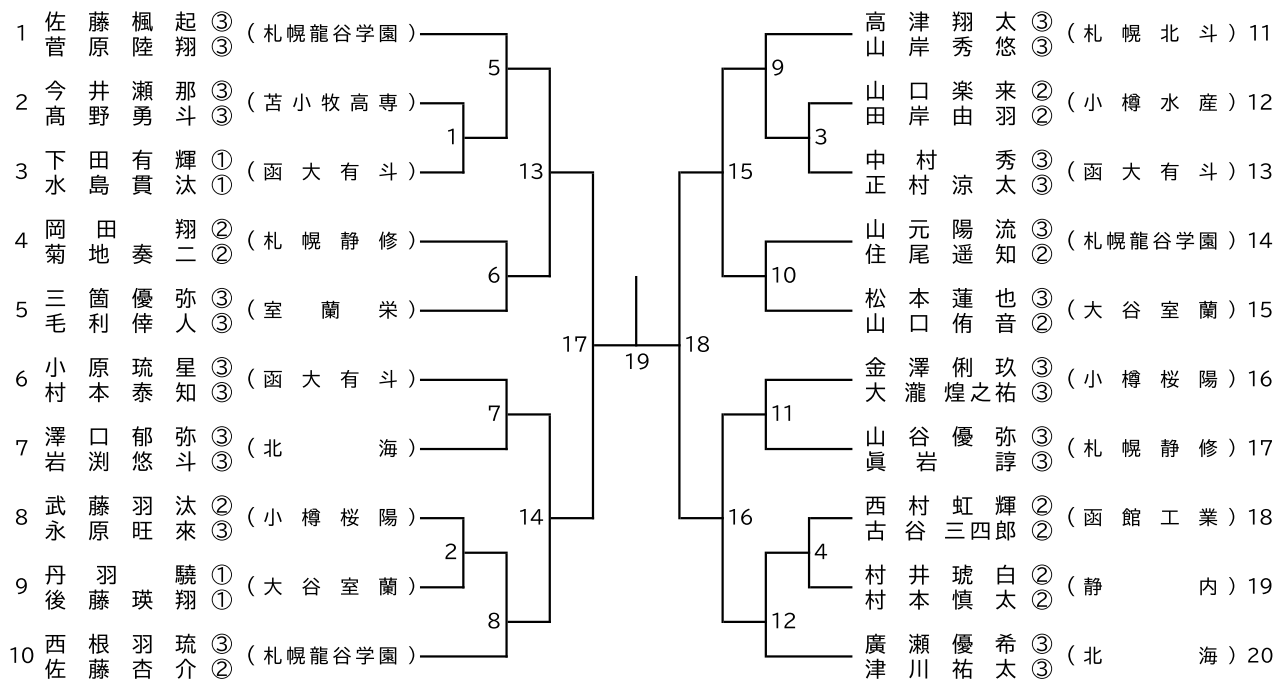 1 佐藤楓起③ 菅原陸翔③ (札幌龍谷学園)
2 今井瀬那③ 髙野勇斗③ (苫小牧高専)
3 下田有輝① 水島貫汰① (函大有斗)
4 岡田翔② 菊地奏二② (札幌静修)
5 三箇優弥③ 毛利倖人③ (室蘭栄)
6 小原琉星③ 村本泰知③ (函大有斗)
7 澤口郁弥③ 岩渕悠斗③ (北海)
8 武藤羽汰② 永原旺來③ (小樽桜陽)
9 丹羽驍① 後藤瑛翔① (大谷室蘭)
10 西根羽琉③ 佐藤杏介② (札幌龍谷学園)
5
1
13
6
17
7
14
2
8
19
9
3
15
10
18
11
16
4
12
高津翔太③ 山岸秀悠③ (札幌北斗) 11
山口楽来② 田岸由羽② (小樽水産) 12
中村秀③ 正村涼太③ (函大有斗) 13
山元陽流③ 住尾遥知② (札幌龍谷学園) 14
松本蓮也③ 山口侑音② (大谷室蘭) 15
金澤俐玖③ 大瀧煌之祐③ (小樽桜陽) 16
山谷優弥③ 眞岩諄③ (札幌静修) 17
西村虹輝② 古谷三四郎② (函館工業) 18
村井琥白② 村本慎太② (静内) 19
廣瀬優希③ 津川祐太③ (北海) 20